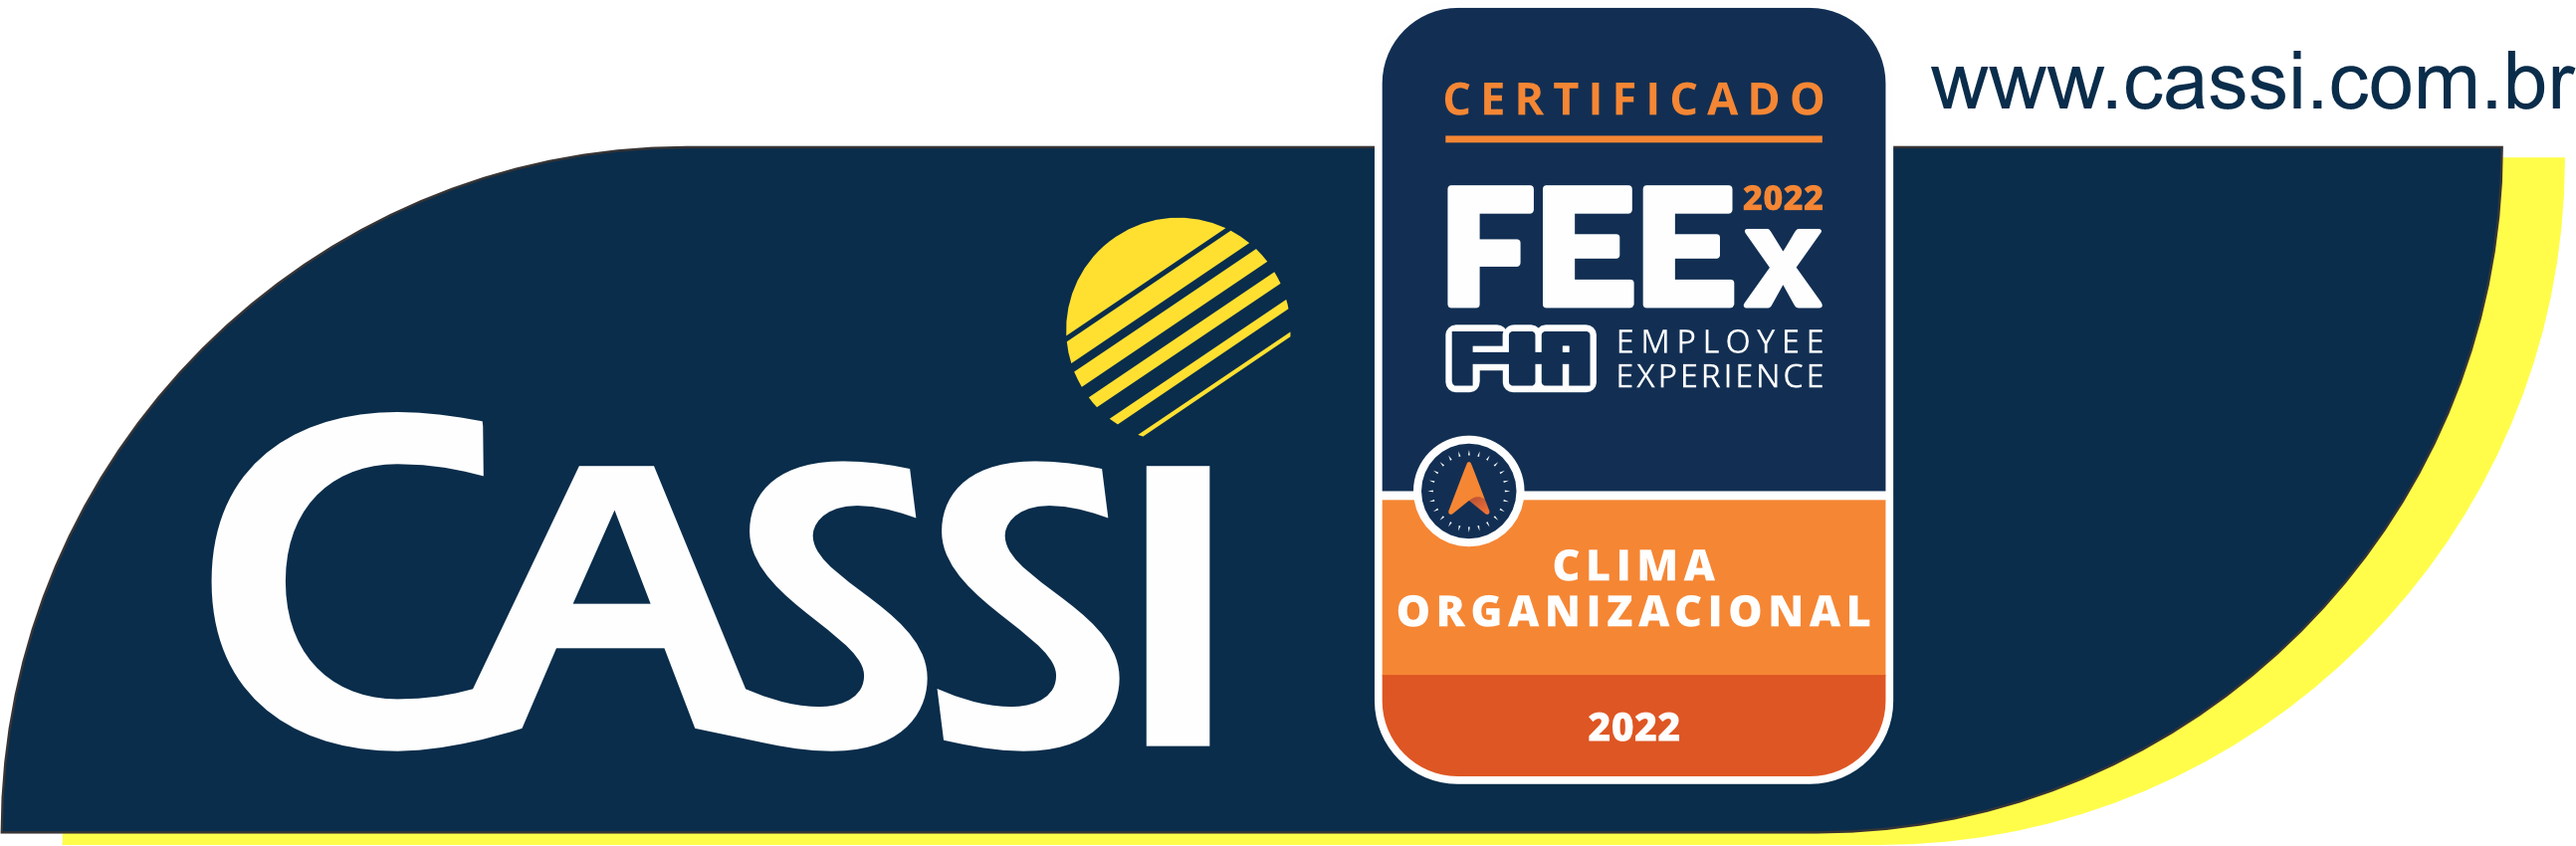 www.cassi.com.br
CASSI
CERTIFICADO
2022
FEEx
FIA EMPLOYEE
EXPERIENCE
CLIMA
ORGANIZACIONAL
2022